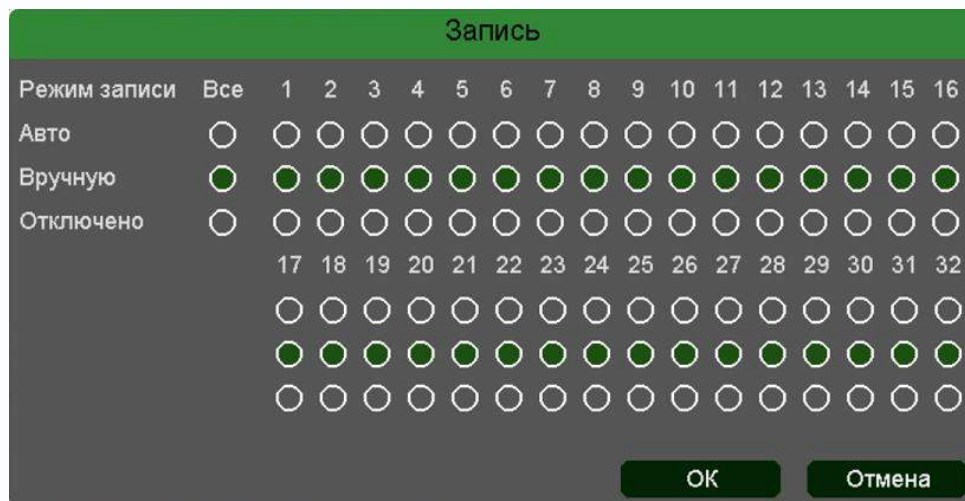 Запись
Режим записи Все 1 2 3 4 5 6 7 8 9 10 11 12 13 14 15 16
Авто
Вручную
Отключено
17 18 19 20 21 22 23 24 25 26 27 28 29 30 31 32
ОК Отмена